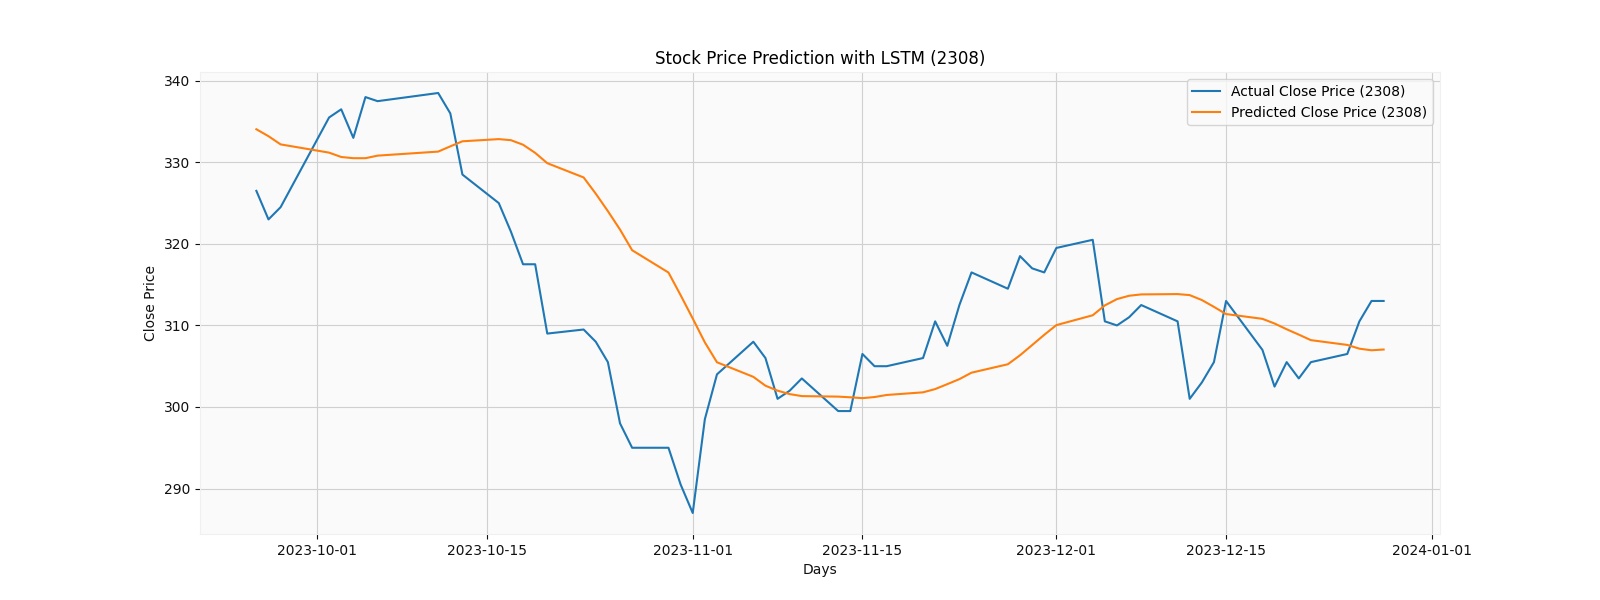 Stock Price Prediction with LSTM (2308)
Actual Close Price (2308)
Predicted Close Price (2308)
Close Price
340
330
320
310
300
290
2023-10-01
2023-10-15
2023-11-01
2023-11-15
2023-12-01
2023-12-15
2024-01-01
Days